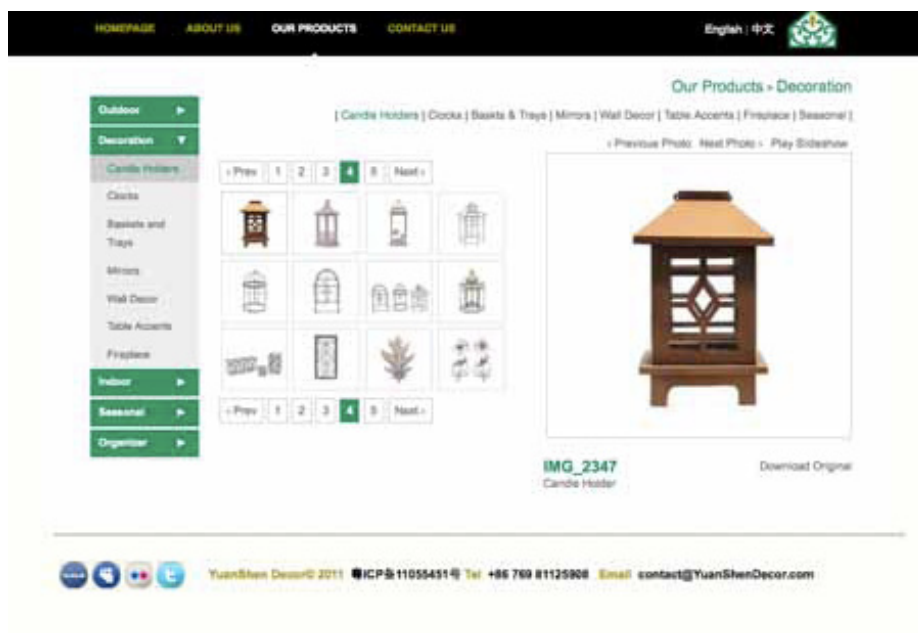 HOMEPAGE ABOUT US OUR PRODUCTS CONTACT US English | 中文
Our Products » Decoration
Outdoor
| Candle Holders | Clocks | Baskts & Trays | Mirrors | Wall Decor | Table Accents | Fireplace | Seasonal |
Decoration
‹ Previous Photo Next Photo › Play Slideshow
Candle Holders
‹ Prev 1 2 3 4 5 Next ›
Clocks
Baskets and
Trays
Mirrors
Wall Decor
Table Accents
Fireplace
Indoor
Seasonal
‹ Prev 1 2 3 4 5 Next ›
Organizer
IMG_2347
Download Original
Candle Holder
YuanShen Decor© 2011 粤ICP备11055451号 Tel +86 769 81125908 Email contact@YuanShenDecor.com